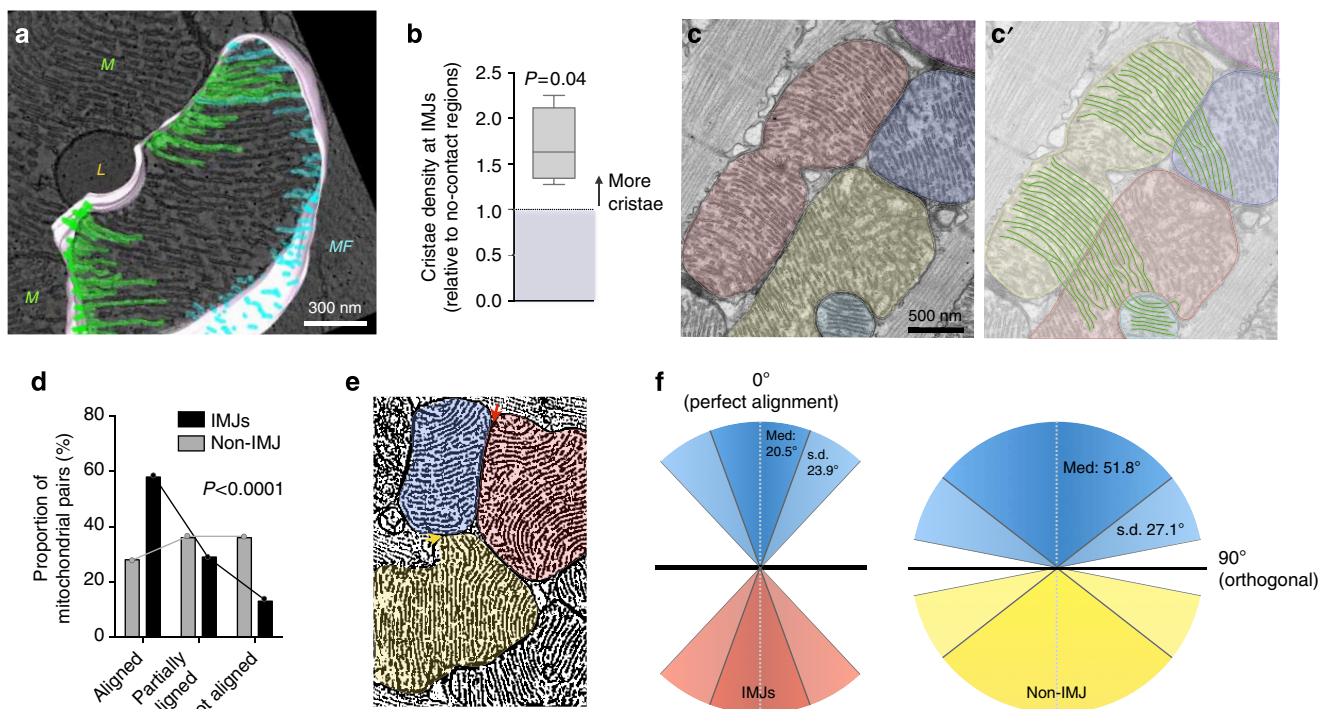 a
M
L
M
MF
300 nm
b
Cristae density at IMJs
(relative to no-contact regions)
2.5
2.0
1.5
1.0
0.5
0.0
P=0.04
More
cristae
c
500 nm
c′
d
Proportion of
mitochondrial pairs (%)
80
60
40
20
0
IMJs
Non-IMJ
P<0.0001
Aligned
Partially
e
f
0°
(perfect alignment)
Med:
20.5°
s.d.
23.9°
IMJs
Med: 51.8°
s.d. 27.1°
90°
(orthogonal)
Non-IMJ